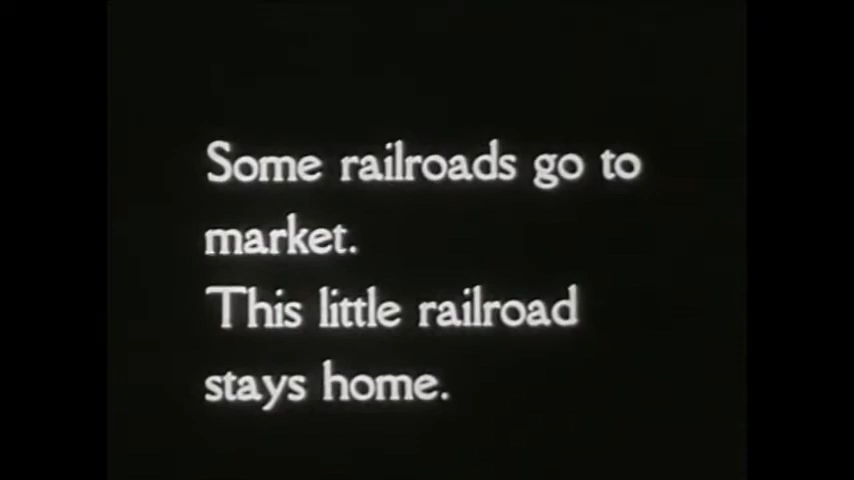 Some railroads go to
market.
This little railroad
stays home.